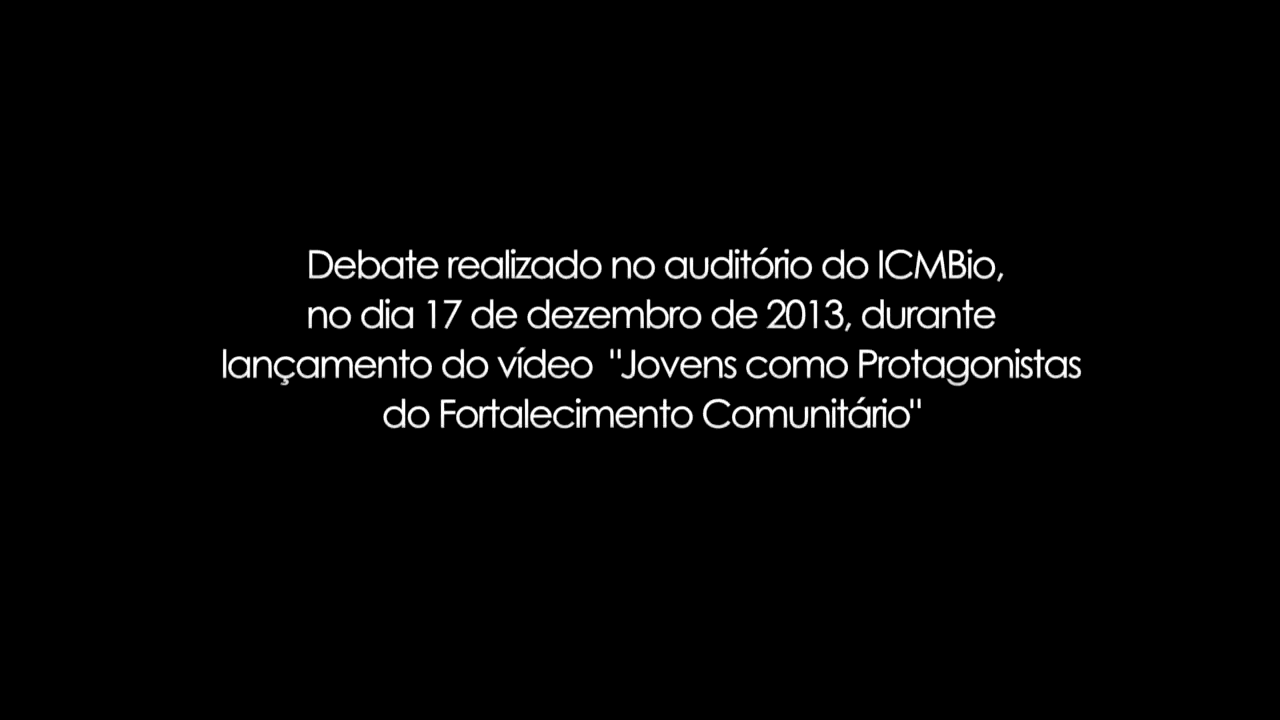 Debate realizado no auditório do ICMBio,
no dia 17 de dezembro de 2013, durante
lançamento do vídeo "Jovens como Protagonistas
do Fortalecimento Comunitário"